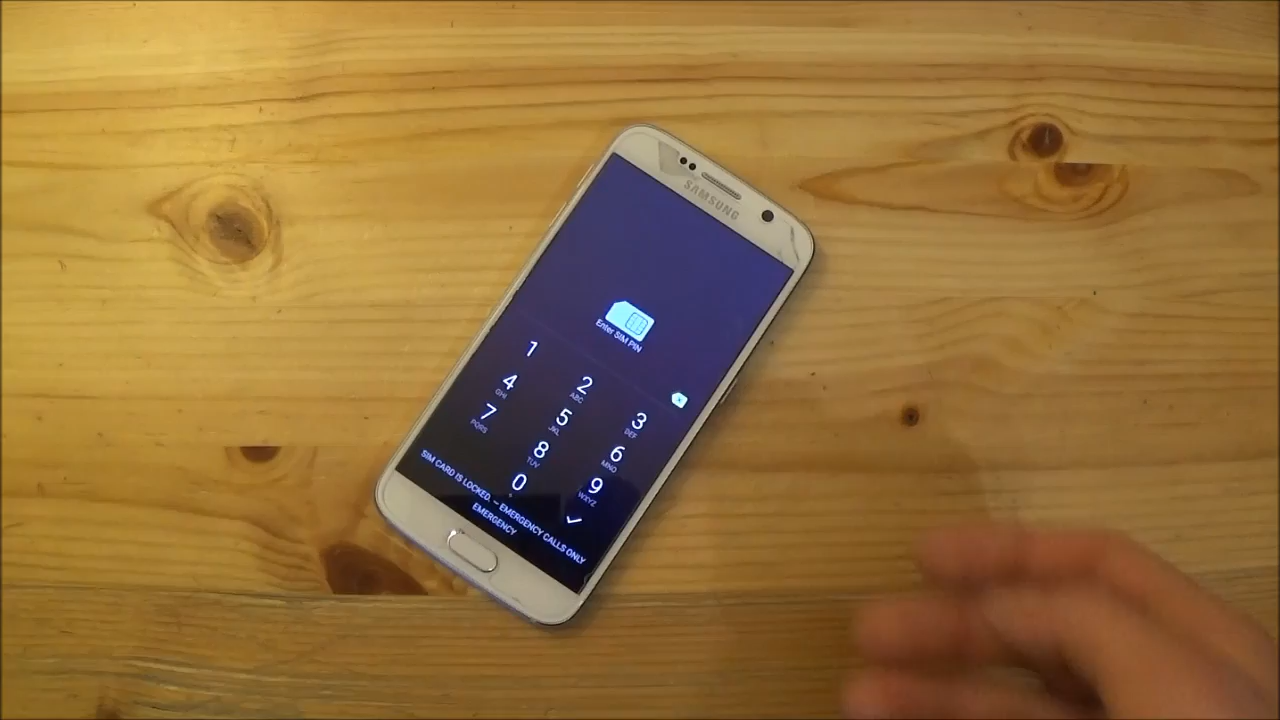 SAMSUNG
Enter SIM PIN
1
2 ABC
3 DEF
4 GHI
5 JKL
6 MNO
7 PQRS
8 TUV
9 WXYZ
0
SIM CARD IS LOCKED. — EMERGENCY CALLS ONLY
EMERGENCY